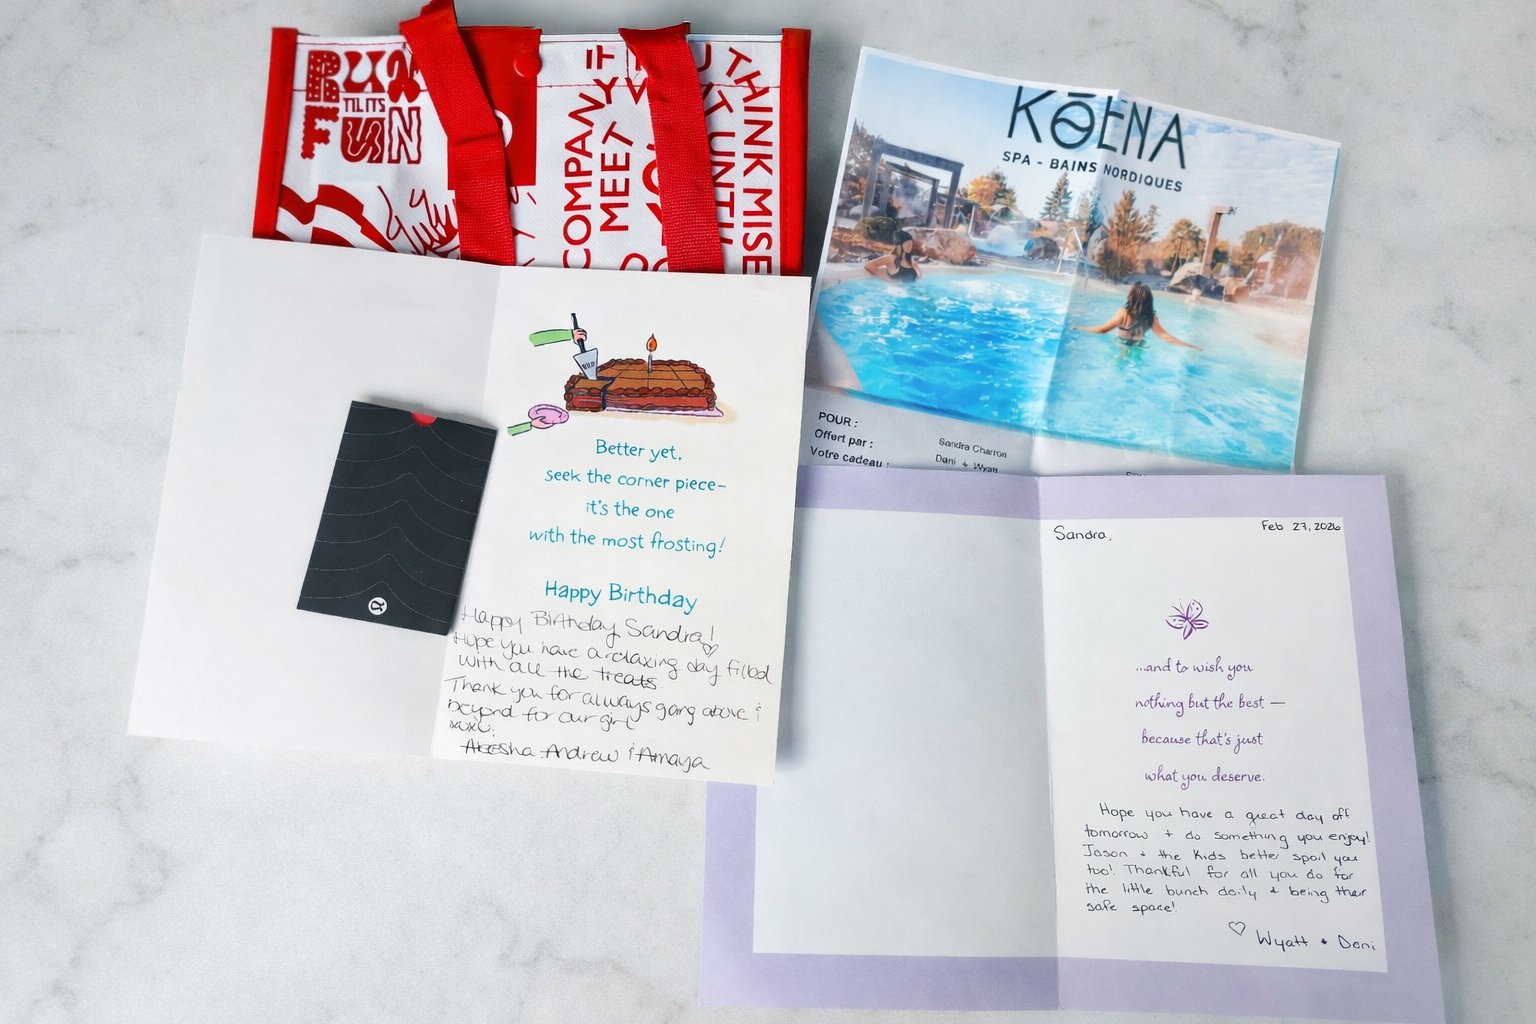 RUN
TIL ITS
FUN
COMPANY
MEET
THINK MISE
UNTIL
KŌENA
SPA - BAINS NORDIQUES
POUR :
Offert par :
Votre cadeau :
Sandra Charron
Dani + Wyatt
Better yet,
seek the corner piece—
it's the one
with the most frosting!
Happy Birthday
Happy Birthday Sandra!
Hope you have a relaxing day filled
with all the treats.
Thank you for always going above &
beyond for our girl
Andrew & Amaya
Sandra,
Feb 27, 2026
...and to wish you
nothing but the best —
because that's just
what you deserve.
Hope you have a great day off
tomorrow + do something you enjoy!
Jason + the kids better spoil you
too! Thankful for all you do for
the little bunch daily + being their
safe space!
Wyatt + Dani